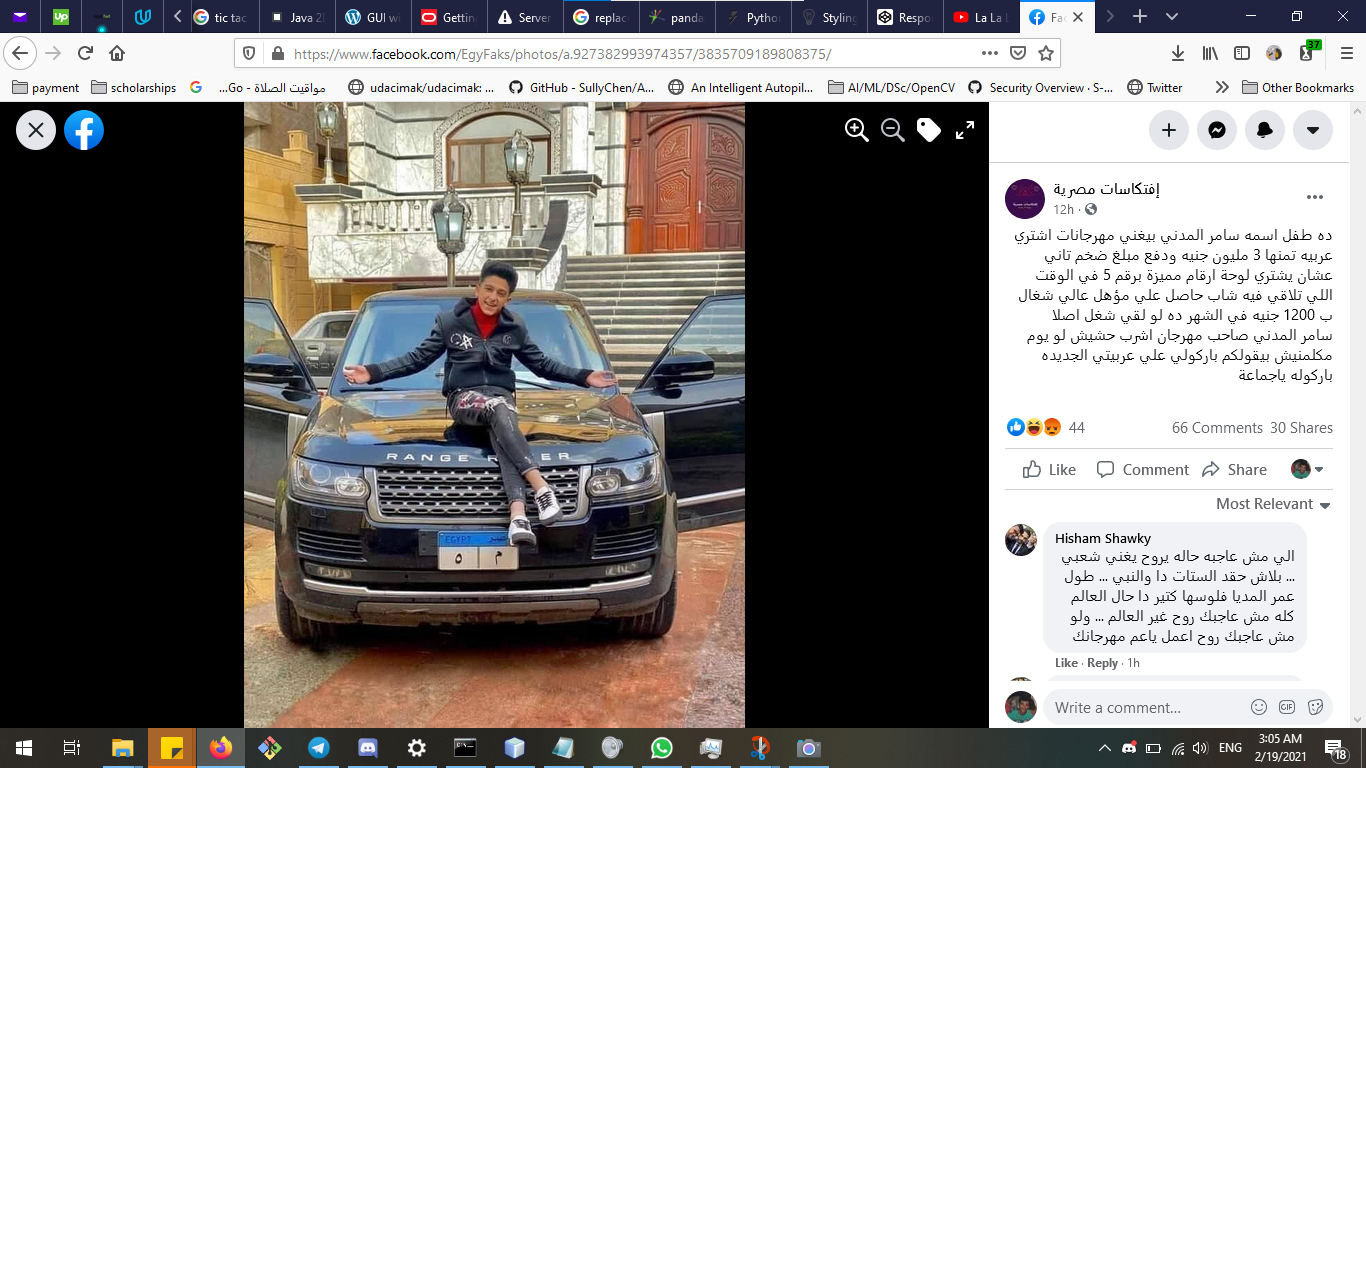 tic tac
Java 2
GUI wi
Gettin
Server
replac
panda
Pytho
Styling
Respo
La La
Fac
https://www.facebook.com/EgyFaks/photos/a.927382993974357/3835709189808375/
37
payment
scholarships
مواقيت الصلاة - Go...
udacimak/udacimak: ...
GitHub - SullyChen/A...
An Intelligent Autopil...
AI/ML/DSc/OpenCV
Security Overview · S-...
Twitter
Other Bookmarks
RANGE R VER
EGYPT مصر
٥ م
إفتكاسات مصرية
12h ·
ده طفل اسمه سامر المدني بيغني مهرجانات اشتري
عربيه تمنها 3 مليون جنيه ودفع مبلغ ضخم تاني
عشان يشتري لوحة ارقام مميزة برقم 5 في الوقت
اللي تلاقي فيه شاب حاصل علي مؤهل عالي شغال
ب 1200 جنيه في الشهر ده لو لقي شغل اصلا
سامر المدني صاحب مهرجان اشرب حشيش لو يوم
مكلمنيش بيقولكم باركولي علي عربيتي الجديده
باركوله ياجماعة
44
66 Comments 30 Shares
Like Comment Share
Most Relevant
Hisham Shawky
الي مش عاجبه حاله يروح يغني شعبي
... بلاش حقد الستات دا والنبي ... طول
عمر المديا فلوسها كتير دا حال العالم
كله مش عاجبك روح غير العالم ... ولو
مش عاجبك روح اعمل ياعم مهرجانك
Like · Reply · 1h
Write a comment...
GIF
ENG
3:05 AM
2/19/2021
18